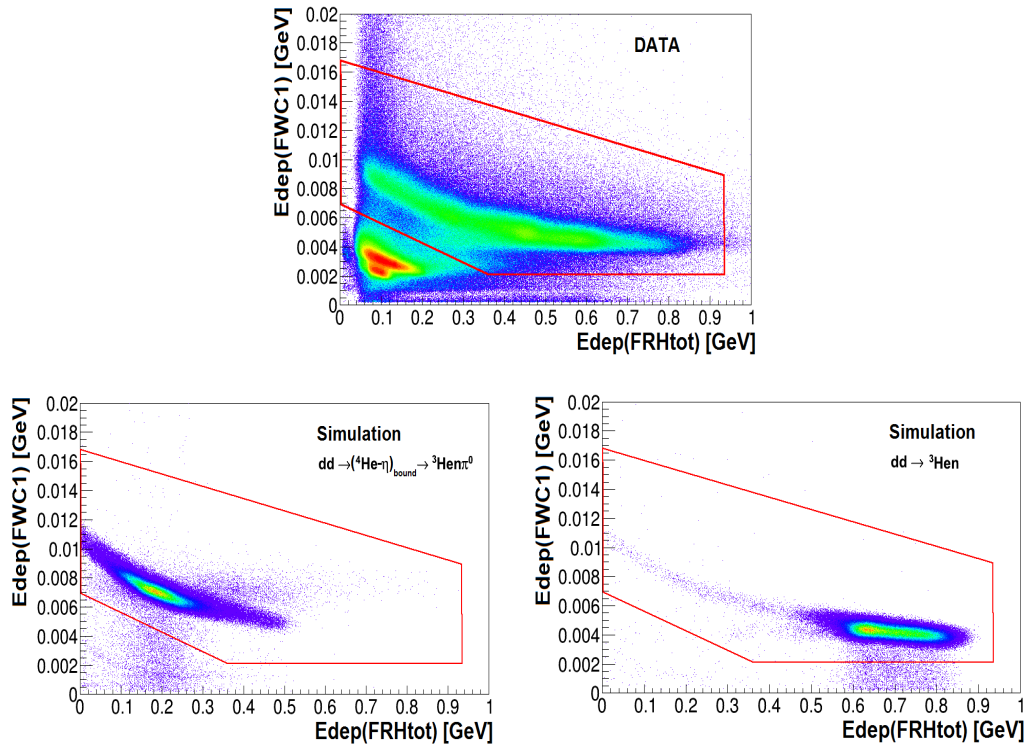 Edep(FWC1) [GeV]
0.02
0.018
0.016
0.014
0.012
0.01
0.008
0.006
0.004
0.002
0
DATA
0 0.1 0.2 0.3 0.4 0.5 0.6 0.7 0.8 0.9 1
Edep(FRHtot) [GeV]
Edep(FWC1) [GeV]
0.02
0.018
0.016
0.014
0.012
0.01
0.008
0.006
0.004
0.002
0
Simulation
dd →(⁴He-η)bound→ ³Henπ⁰
0 0.1 0.2 0.3 0.4 0.5 0.6 0.7 0.8 0.9 1
Edep(FRHtot) [GeV]
Edep(FWC1) [GeV]
0.02
0.018
0.016
0.014
0.012
0.01
0.008
0.006
0.004
0.002
0
Simulation
dd → ³Hen
0 0.1 0.2 0.3 0.4 0.5 0.6 0.7 0.8 0.9 1
Edep(FRHtot) [GeV]